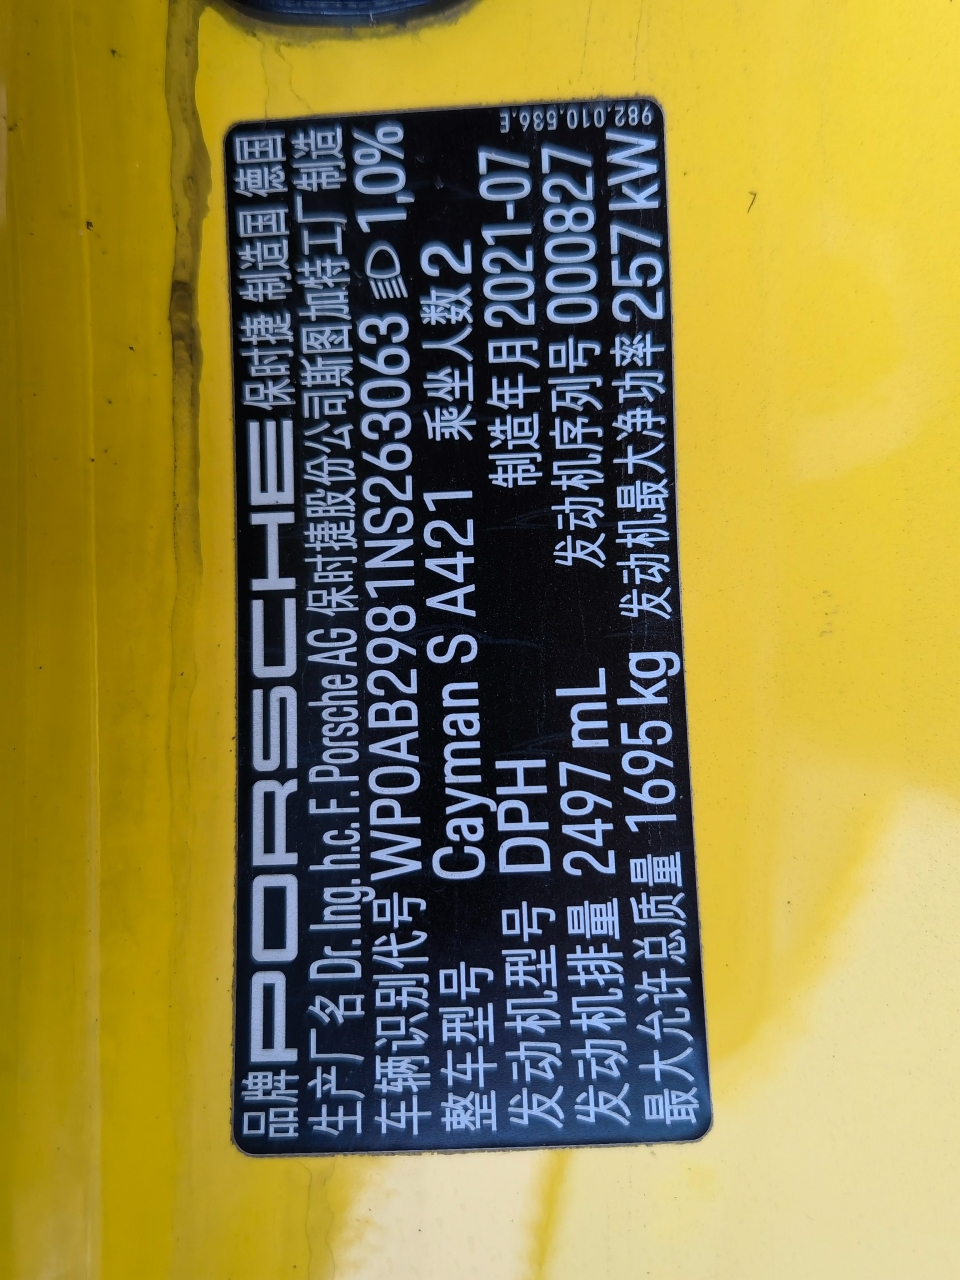 品牌 PORSCHE 保时捷 制造国 德国
生产厂名 Dr. Ing. h.c. F. Porsche AG 保时捷股份公司斯图加特工厂制造
车辆识别代号 WP0AB2981NS263063 1,0%
整车型号 Cayman S A421 乘坐人数 2
发动机型号 DPH 制造年月 2021-07
发动机排量 2497 mL 发动机序列号 000827
最大允许总质量 1695 kg 发动机最大净功率 257 kW
982.010.536.E